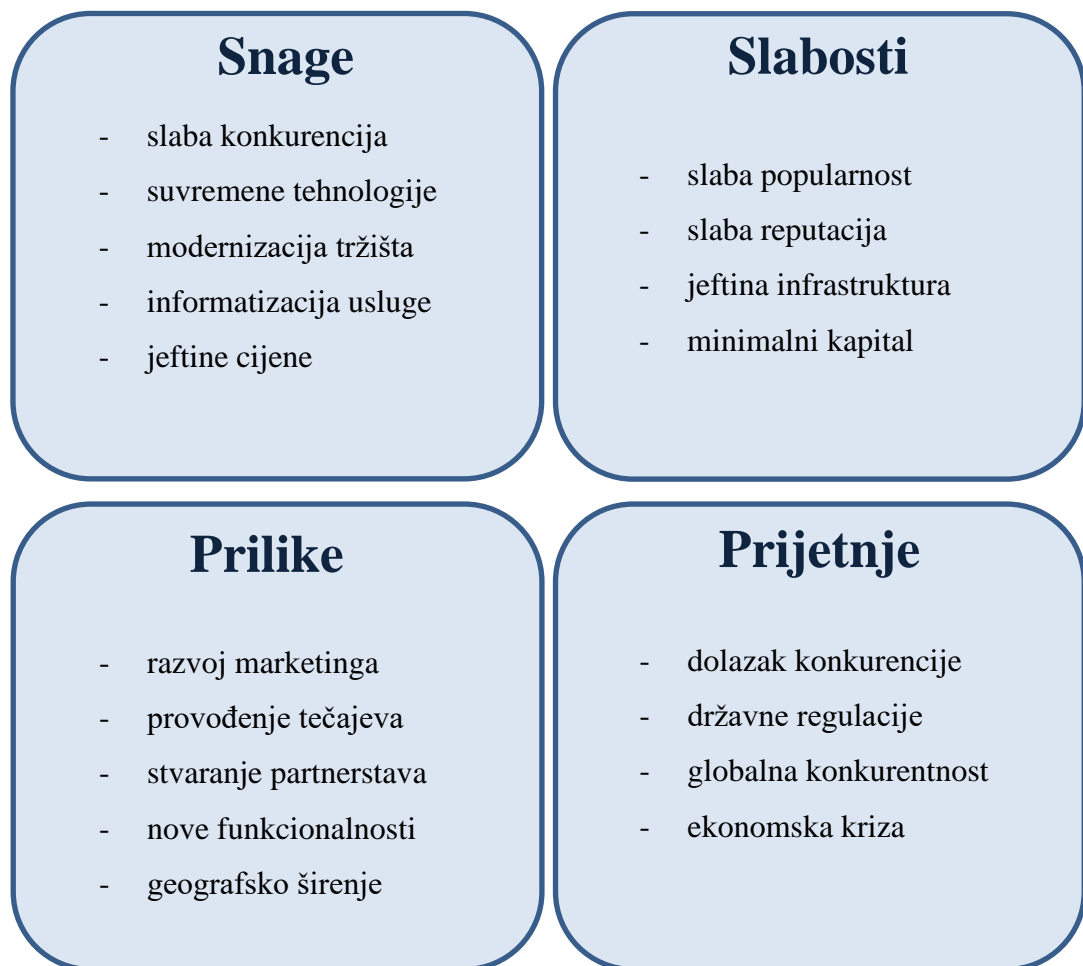 Snage
- slaba konkurencija
- suvremene tehnologije
- modernizacija tržišta
- informatizacija usluge
- jeftine cijene
Slabosti
- slaba popularnost
- slaba reputacija
- jeftina infrastruktura
- minimalni kapital
Prilike
- razvoj marketinga
- provođenje tečajeva
- stvaranje partnerstava
- nove funkcionalnosti
- geografsko širenje
Prijetnje
- dolazak konkurencije
- državne regulacije
- globalna konkurentnost
- ekonomska kriza